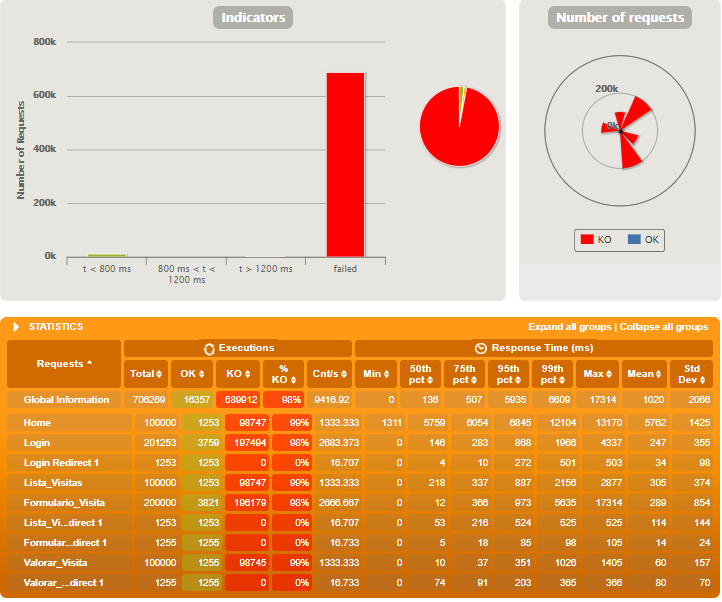 Indicators
800k
600k
400k
200k
0k
Number of Requests
t < 800 ms
800 ms < t <
1200 ms
t > 1200 ms
failed
Number of requests
200k
KO
OK
STATISTICS
Expand all groups | Collapse all groups
Requests
Executions
Response Time (ms)
Total OK KO % KO Cnt/s Min 50th pct 75th pct 95th pct 99th pct Max Mean Std Dev
Global Information 706269 16357 689912 98% 9416.92 0 136 507 5935 6609 17314 1020 2066
Home 100000 1253 98747 99% 1333.333 1311 5759 6054 6845 12104 13170 5762 1425
Login 201253 3759 197494 98% 2683.373 0 146 283 868 1966 4337 247 355
Login Redirect 1 1253 1253 0 0% 16.707 0 4 10 272 501 503 34 98
Lista_Visitas 100000 1253 98747 99% 1333.333 0 218 337 887 2156 2877 305 374
Formulario_Visita 200000 3821 196179 98% 2666.667 0 12 366 973 5635 17314 289 854
Lista_Vi...direct 1 1253 1253 0 0% 16.707 0 53 216 524 525 525 114 144
Formular...direct 1 1255 1255 0 0% 16.733 0 5 18 85 98 105 14 24
Valorar_Visita 100000 1255 98745 99% 1333.333 0 10 37 351 1026 1405 60 157
Valorar_...direct 1 1255 1255 0 0% 16.733 0 74 91 203 365 366 80 70